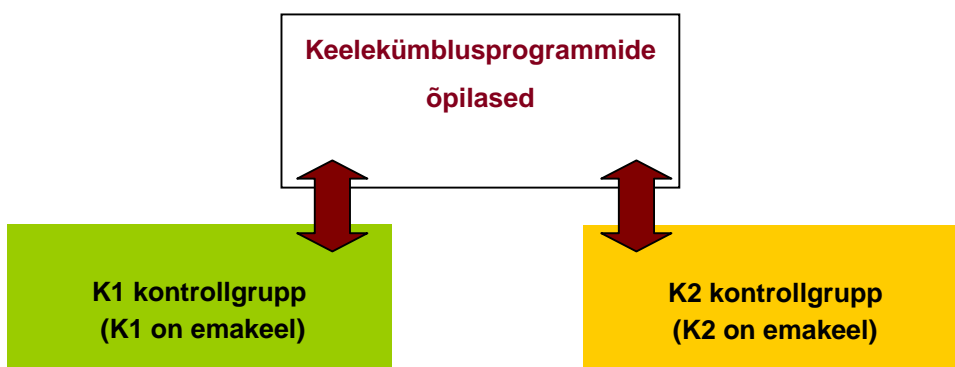 Keelekümblusprogrammide
õpilased
K1 kontrollgrupp
(K1 on emakeel)
K2 kontrollgrupp
(K2 on emakeel)